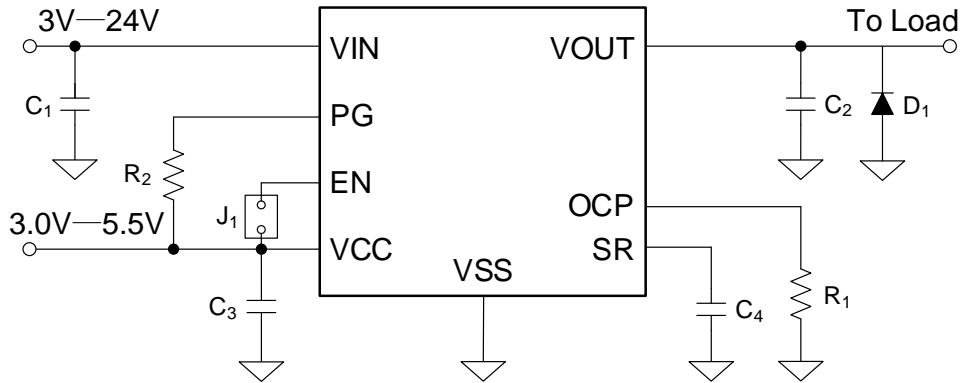 3V—24V
To Load
VIN
VOUT
C1
PG
C2
D1
R2
EN
J1
OCP
3.0V—5.5V
VCC
SR
VSS
C3
C4
R1